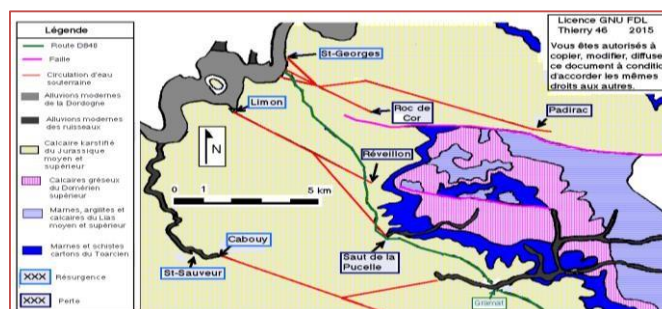 Légende
Route D840
Faille
Circulation d'eau
souterraine
Alluvions modernes
de la Dordogne
Alluvions modernes
des ruisseaux
Calcaire karstifié
du Jurassique
moyen et
supérieur
Calcaires gréseux
du Domérien
supérieur
Marnes, argilites et
calcaires du Lias
moyen et supérieur
Marnes et schistes
cartons du Toarcien
XXX
Résurgence
XXX
Perte
St-Georges
Limon
Roc de
Cor
Padirac
N
Réveillon
0 1 5 km
Cabouy
St-Sauveur
Saut de la
Pucelle
Gramat
Licence GNU FDL
Thierry 46 2015
Vous êtes autorisés à
copier, modifier, diffuse
ce document à conditi
d'accorder les mêmes
droits aux autres.